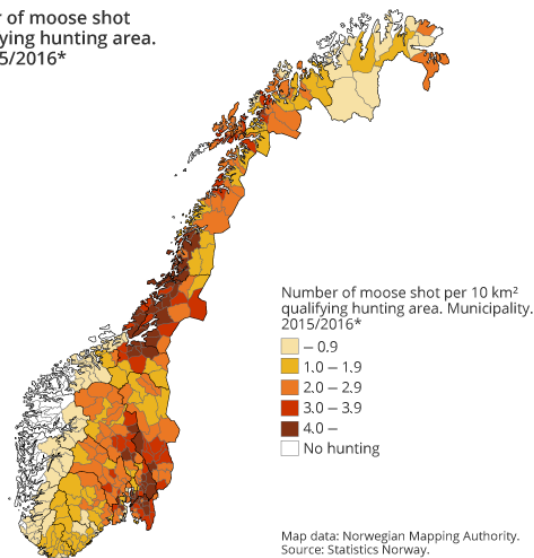 r of moose shot
ying hunting area.
5/2016*
Number of moose shot per 10 km²
qualifying hunting area. Municipality.
2015/2016*
– 0.9
1.0 – 1.9
2.0 – 2.9
3.0 – 3.9
4.0 –
No hunting
Map data: Norwegian Mapping Authority.
Source: Statistics Norway.